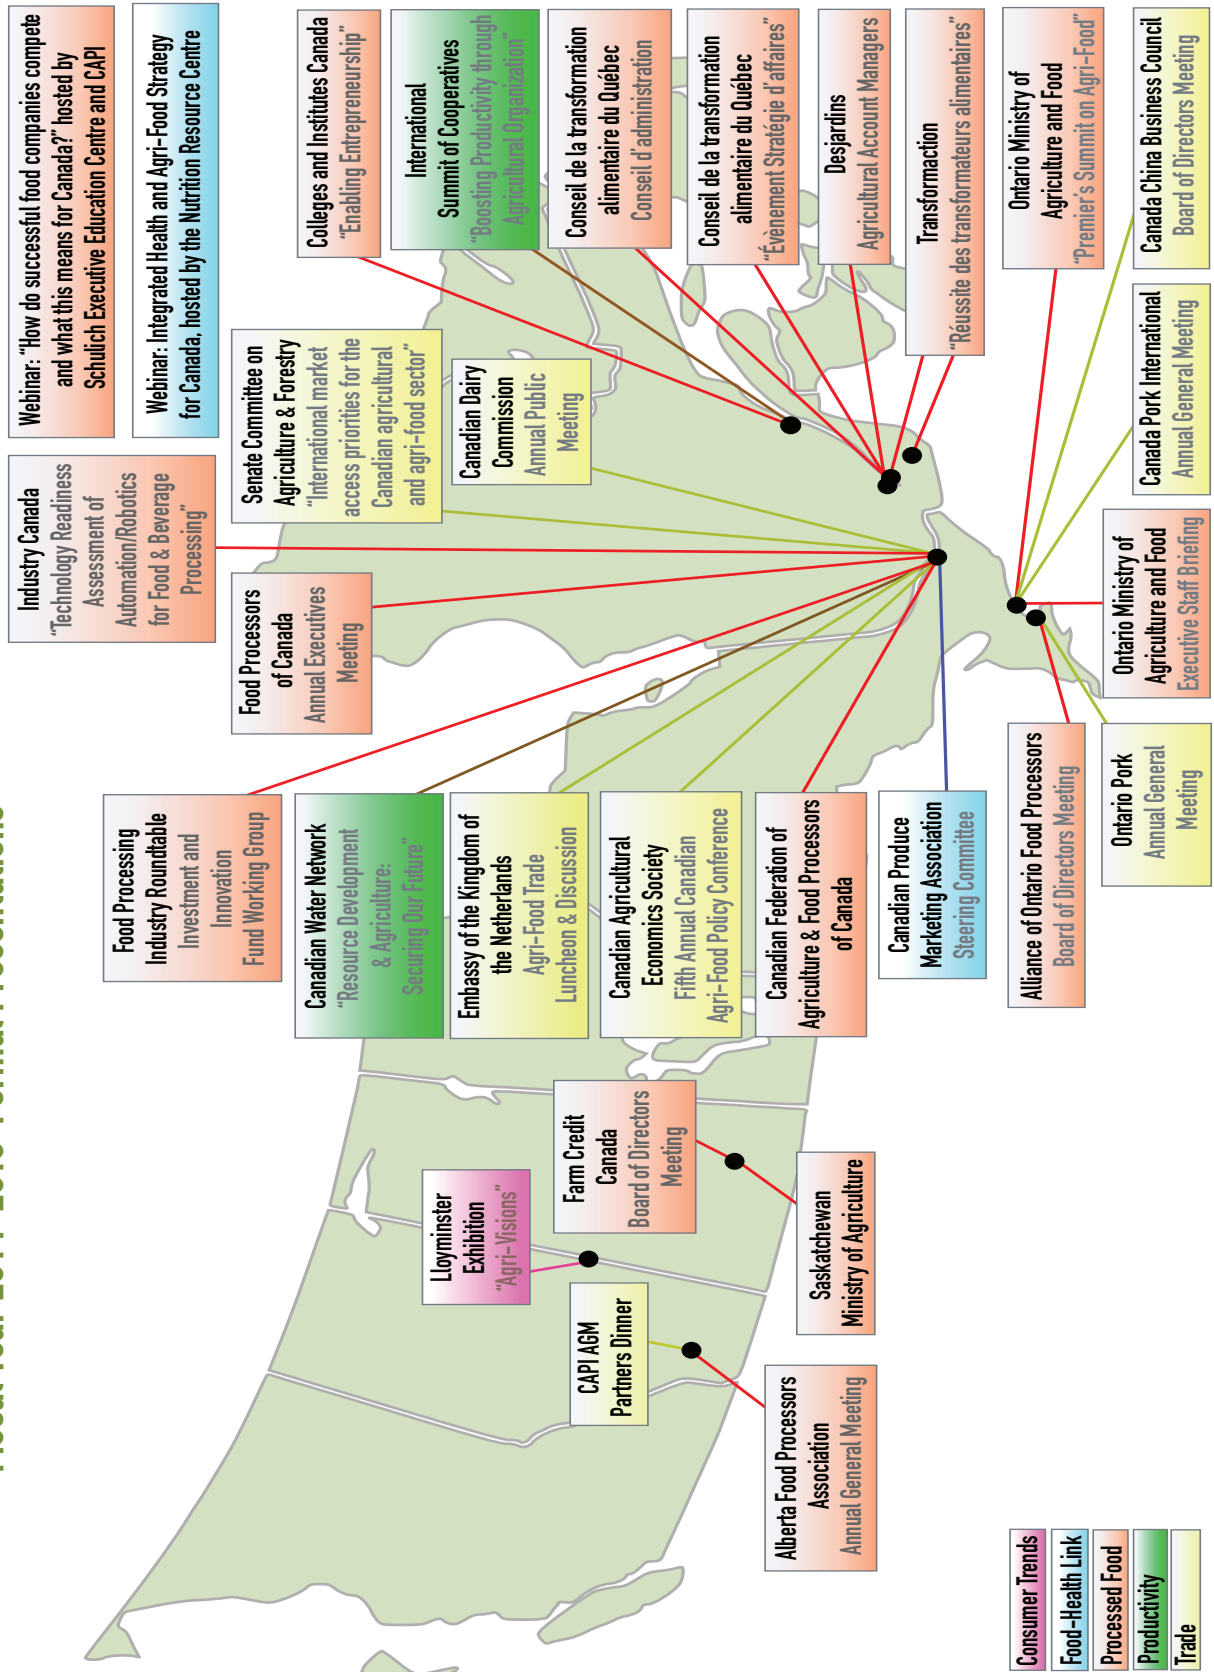 Fiscal Year 2014-2015 Formal Presentations
Webinar: “How do successful food companies compete
and what this means for Canada?” hosted by
Schulich Executive Education Centre and CAPI
Webinar: Integrated Health and Agri-Food Strategy
for Canada, hosted by the Nutrition Resource Centre
Industry Canada
“Technology Readiness
Assessment of
Automation/Robotics
for Food & Beverage
Processing”
Food Processing
Industry Roundtable
Investment and
Innovation
Fund Working Group
Food Processors
of Canada
Annual Executives
Meeting
Senate Committee on
Agriculture & Forestry
“International market
access priorities for the
Canadian agricultural
and agri-food sector”
Colleges and Institutes Canada
“Enabling Entrepreneurship”
Canadian Water Network
“Resource Development
& Agriculture:
Securing Our Future”
International
Summit of Cooperatives
“Boosting Productivity through
Agricultural Organization”
Lloyminster
Exhibition
“Agri-Visions”
Embassy of the Kingdom of
the Netherlands
Agri-Food Trade
Luncheon & Discussion
Canadian Dairy
Commission
Annual Public
Meeting
Conseil de la transformation
alimentaire du Québec
Conseil d’administration
Farm Credit
Canada
Board of Directors
Meeting
CAPI AGM
Partners Dinner
Canadian Agricultural
Economics Society
Fifth Annual Canadian
Agri-Food Policy Conference
Conseil de la transformation
alimentaire du Québec
“Évènement Stratégie d’affaires”
Alberta Food Processors
Association
Annual General Meeting
Saskatchewan
Ministry of Agriculture
Canadian Federation of
Agriculture & Food Processors
of Canada
Desjardins
Agricultural Account Managers
Canadian Produce
Marketing Association
Steering Committee
Transformaction
“Réussite des transformateurs alimentaires”
Alliance of Ontario Food Processors
Board of Directors Meeting
Ontario Ministry of
Agriculture and Food
“Premier’s Summit on Agri-Food”
Ontario Pork
Annual General
Meeting
Ontario Ministry of
Agriculture and Food
Executive Staff Briefing
Canada Pork International
Annual General Meeting
Canada China Business Council
Board of Directors Meeting
Consumer Trends
Food-Health Link
Processed Food
Productivity
Trade